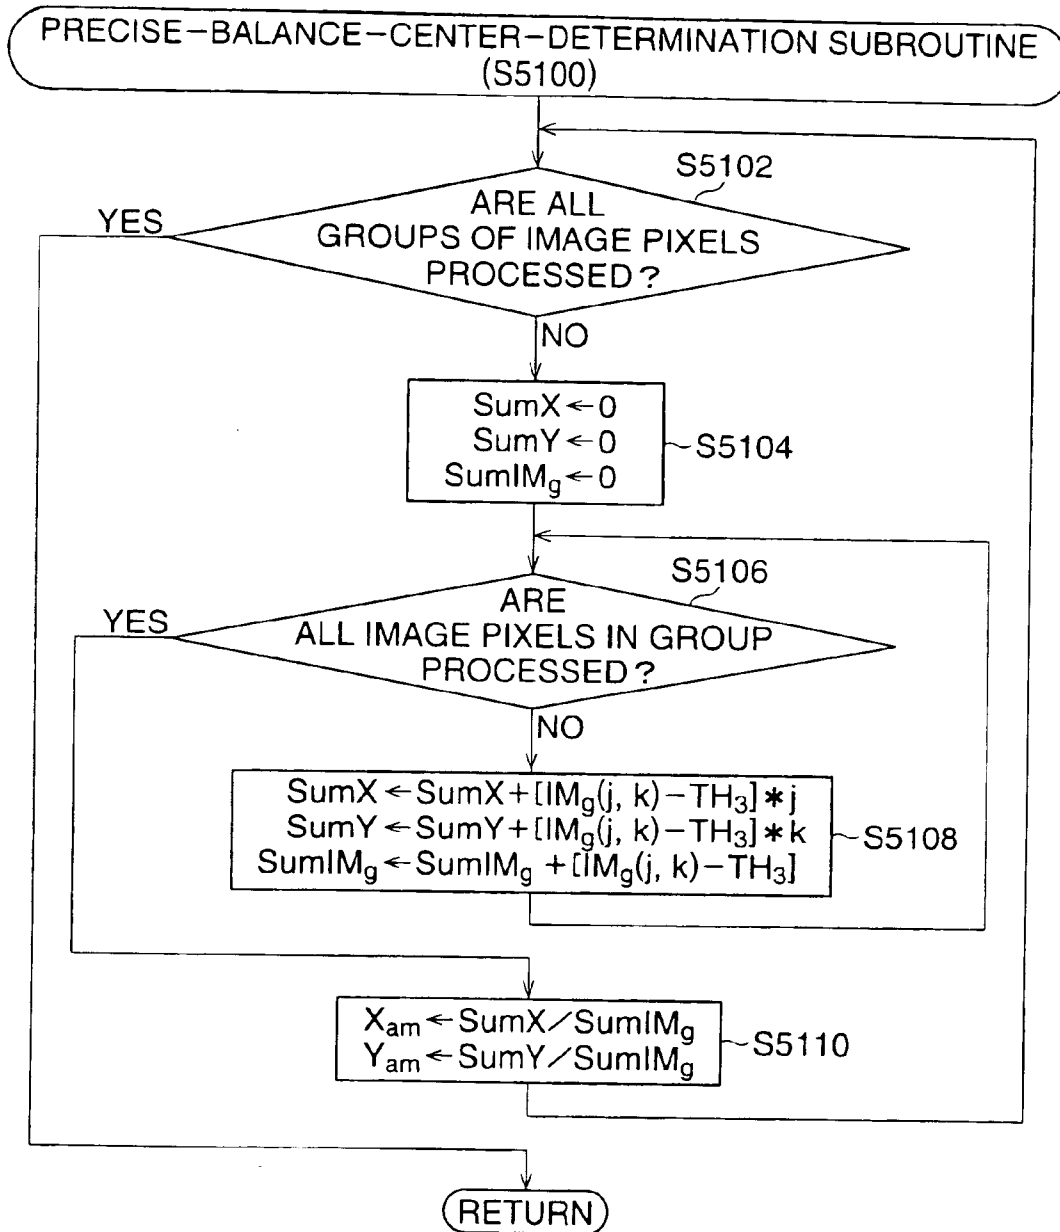 PRECISE-BALANCE-CENTER-DETERMINATION SUBROUTINE
(S5100)
S5102
YES
ARE ALL
GROUPS OF IMAGE PIXELS
PROCESSED?
NO
SumX←0
SumY←0
SumIMg←0
S5104
S5106
YES
ARE
ALL IMAGE PIXELS IN GROUP
PROCESSED?
NO
SumX←SumX+[IMg(j, k)-TH3]*j
SumY←SumY+[IMg(j, k)-TH3]*k
SumIMg←SumIMg+[IMg(j, k)-TH3]
S5108
Xam←SumX/SumIMg
Yam←SumY/SumIMg
S5110
RETURN